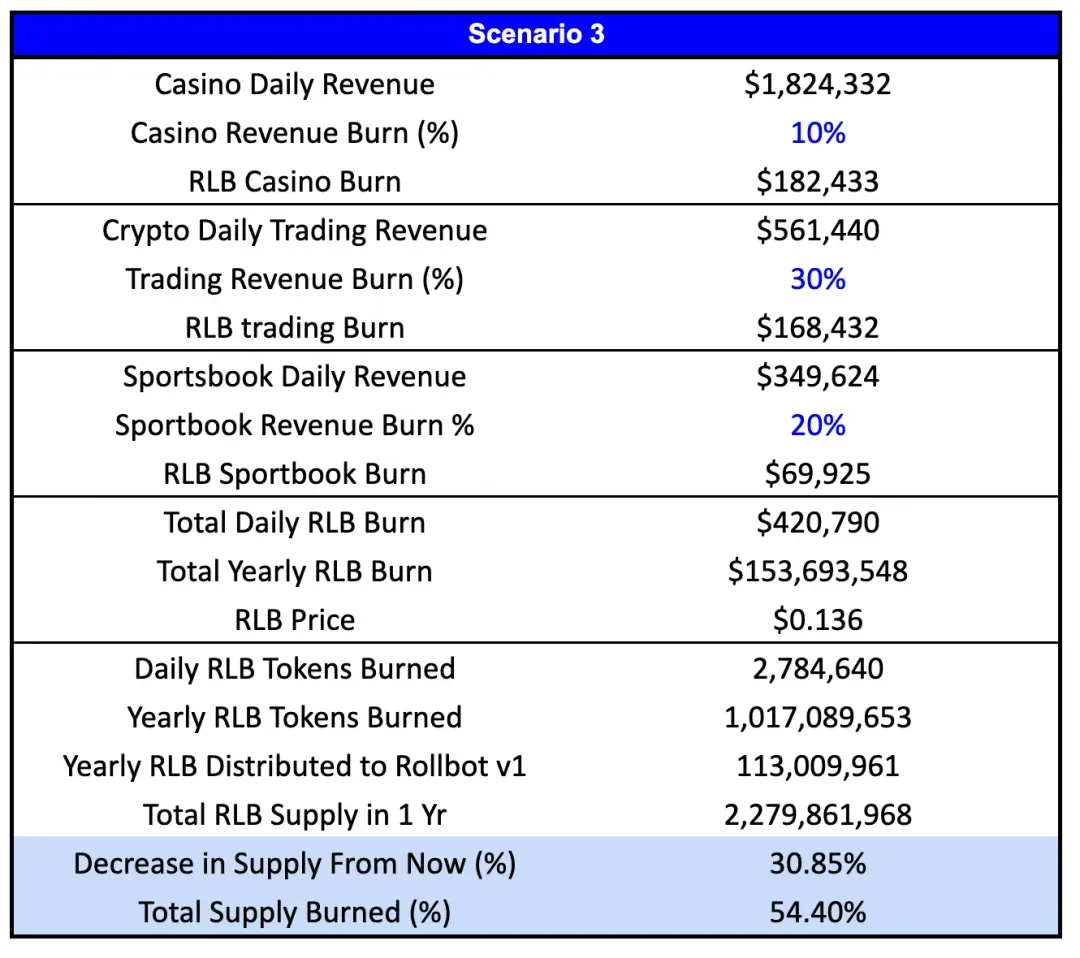 Scenario 3
Casino Daily Revenue $1,824,332
Casino Revenue Burn (%) 10%
RLB Casino Burn $182,433
Crypto Daily Trading Revenue $561,440
Trading Revenue Burn (%) 30%
RLB trading Burn $168,432
Sportsbook Daily Revenue $349,624
Sportbook Revenue Burn % 20%
RLB Sportbook Burn $69,925
Total Daily RLB Burn $420,790
Total Yearly RLB Burn $153,693,548
RLB Price $0.136
Daily RLB Tokens Burned 2,784,640
Yearly RLB Tokens Burned 1,017,089,653
Yearly RLB Distributed to Rollbot v1 113,009,961
Total RLB Supply in 1 Yr 2,279,861,968
Decrease in Supply From Now (%) 30.85%
Total Supply Burned (%) 54.40%